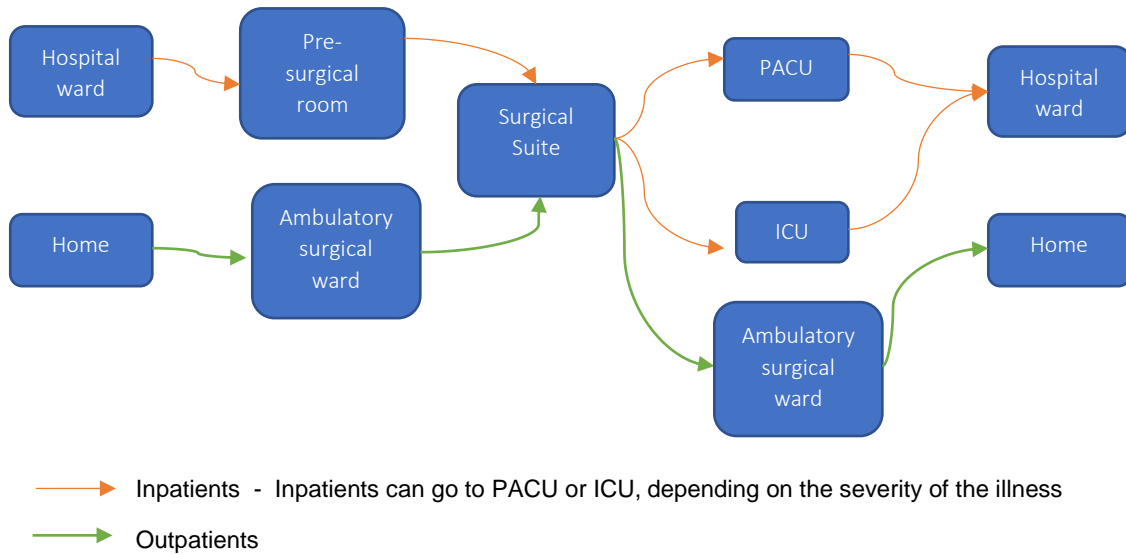 Hospital
ward
Pre-
surgical
room
Surgical
Suite
PACU
Hospital
ward
Home
Ambulatory
surgical
ward
ICU
Home
Ambulatory
surgical
ward
Inpatients - Inpatients can go to PACU or ICU, depending on the severity of the illness
Outpatients